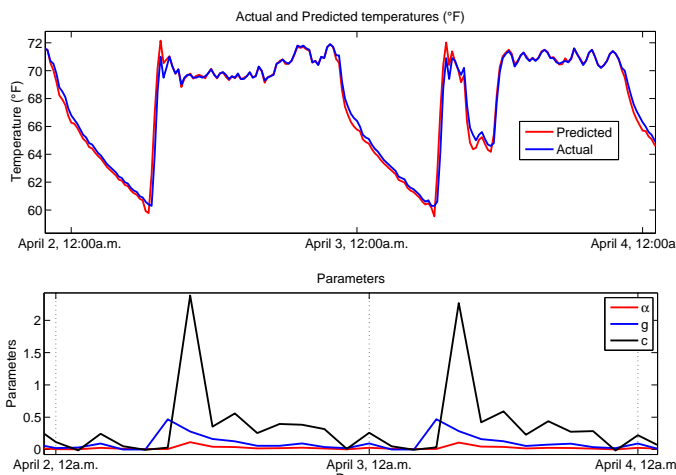 Actual and Predicted temperatures (°F)
72
70
68
66
64
62
60
Temperature (°F)
Predicted
Actual
April 2, 12:00a.m.
April 3, 12:00a.m.
April 4, 12:00a
Parameters
2
1.5
1
0.5
0
Parameters
α
g
c
April 2, 12a.m.
April 3, 12a.m.
April 4, 12a.m